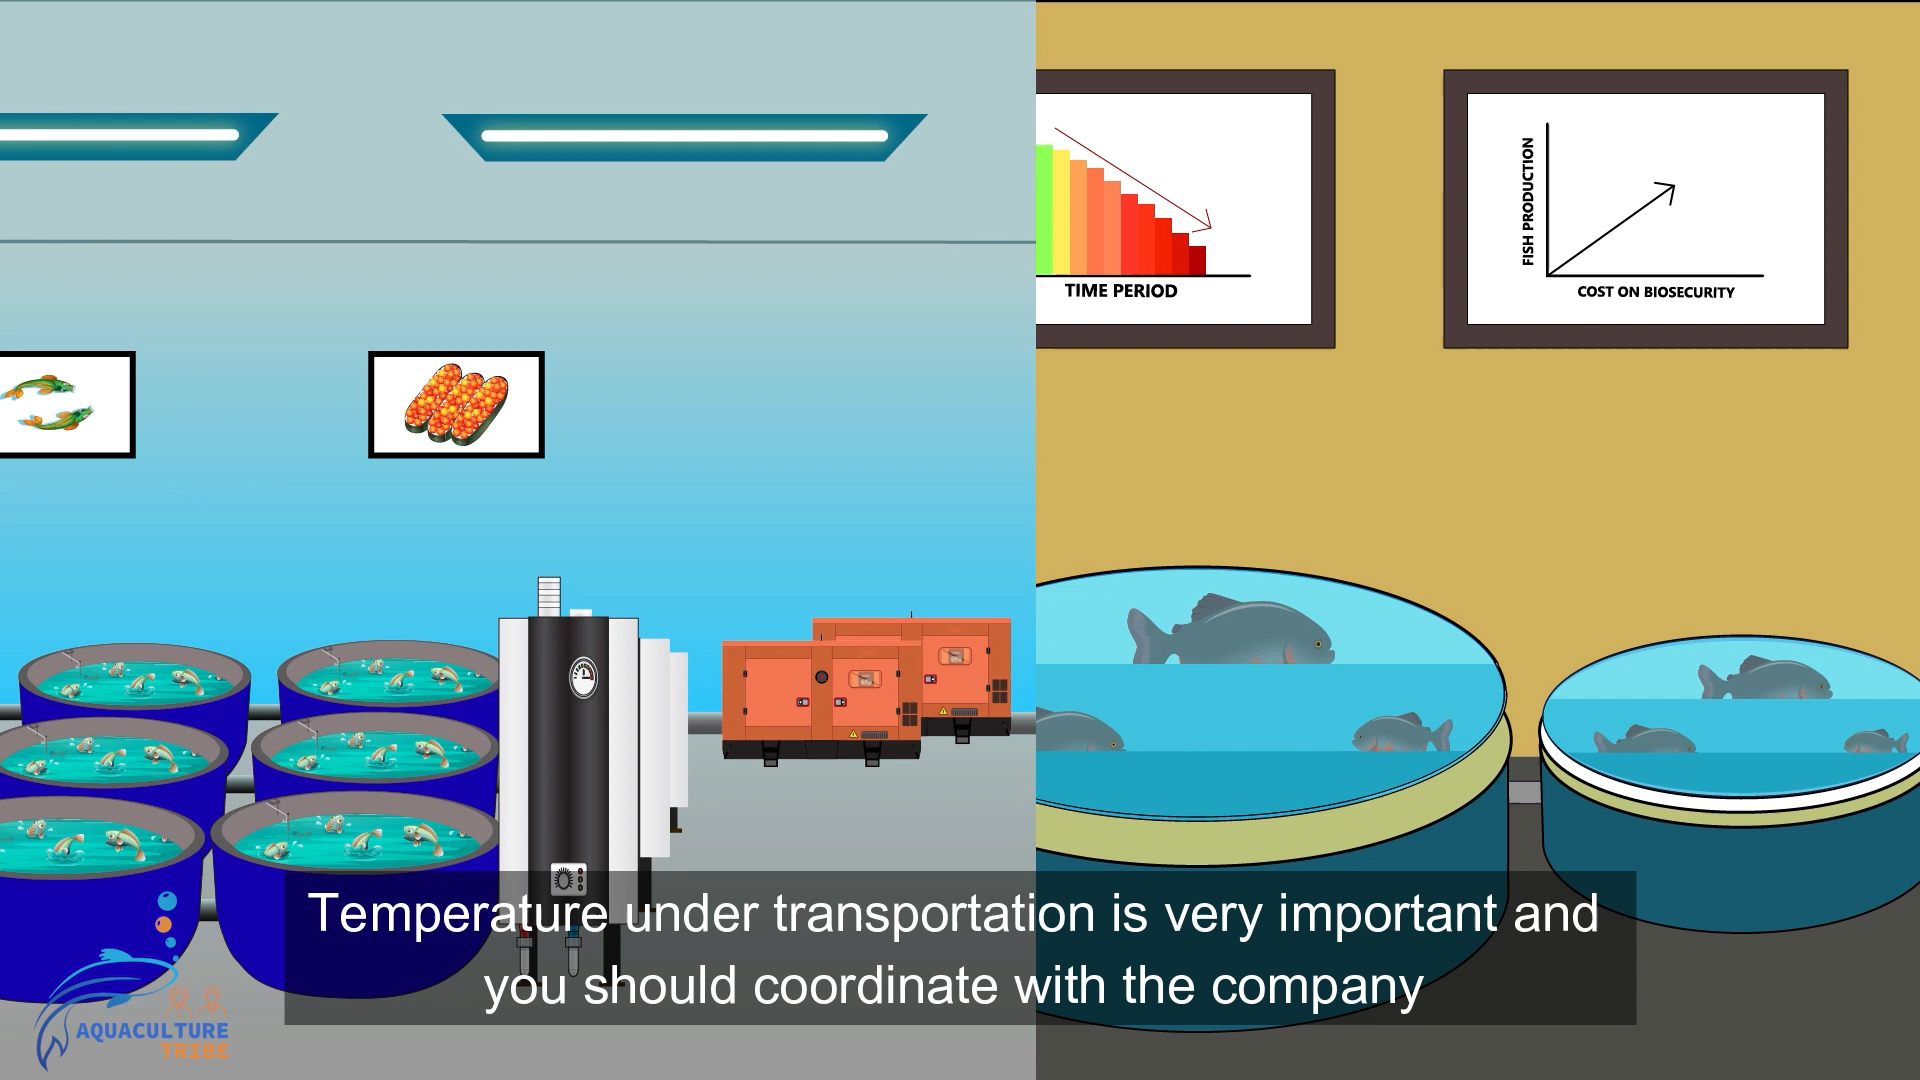 TIME PERIOD
FISH PRODUCTION
COST ON BIOSECURITY
Temperature under transportation is very important and
you should coordinate with the company
AQUACULTURE
TRIBE